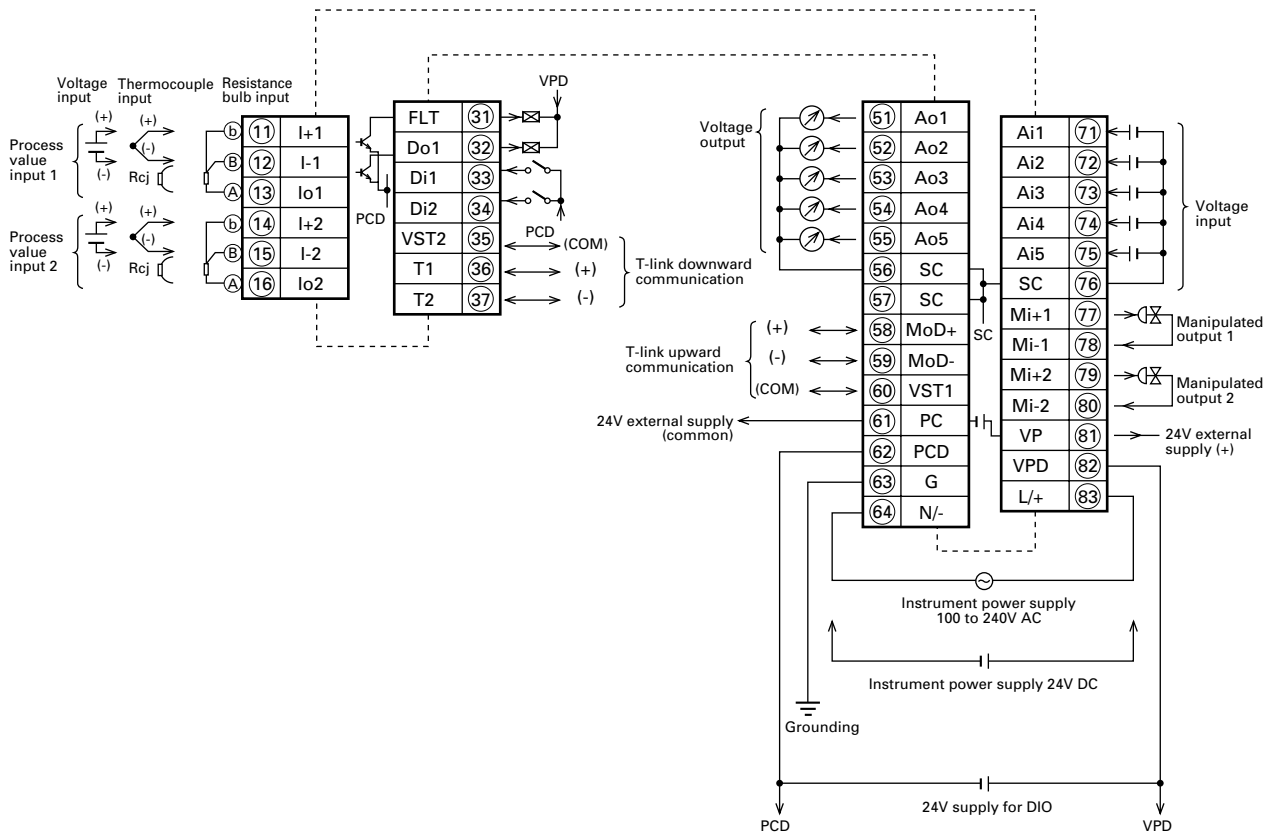 Voltage input
Thermocouple input
Resistance bulb input
Process value input 1
(+)
(-)
(+)
(-)
Rcj
b 11 I+1
B 12 I-1
A 13 Io1
Process value input 2
(+)
(-)
(+)
(-)
Rcj
b 14 I+2
B 15 I-2
A 16 Io2
PCD
VPD
FLT 31
Do1 32
Di1 33
Di2 34
PCD
VST2 35 (COM)
T1 36 (+)
T2 37 (-)
T-link downward communication
Voltage output
51 Ao1
52 Ao2
53 Ao3
54 Ao4
55 Ao5
56 SC
57 SC
(+) 58 MoD+
(-) 59 MoD-
(COM) 60 VST1
T-link upward communication
24V external supply (common)
61 PC
62 PCD
63 G
64 N/-
SC
Ai1 71
Ai2 72
Ai3 73
Ai4 74
Ai5 75
SC 76
Voltage input
Mi+1 77
Mi-1 78
Manipulated output 1
Mi+2 79
Mi-2 80
Manipulated output 2
VP 81
24V external supply (+)
VPD 82
L/+ 83
Instrument power supply
100 to 240V AC
Instrument power supply 24V DC
Grounding
24V supply for DIO
PCD
VPD